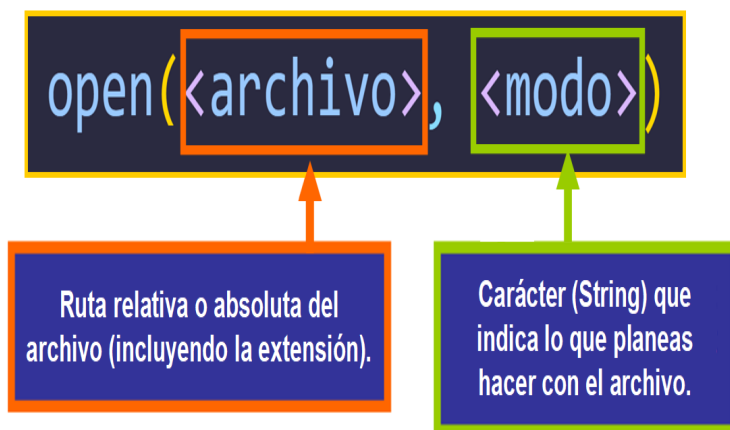 open(<archivo>, <modo>)
Ruta relativa o absoluta del
archivo (incluyendo la extensión).
Carácter (String) que
indica lo que planeas
hacer con el archivo.